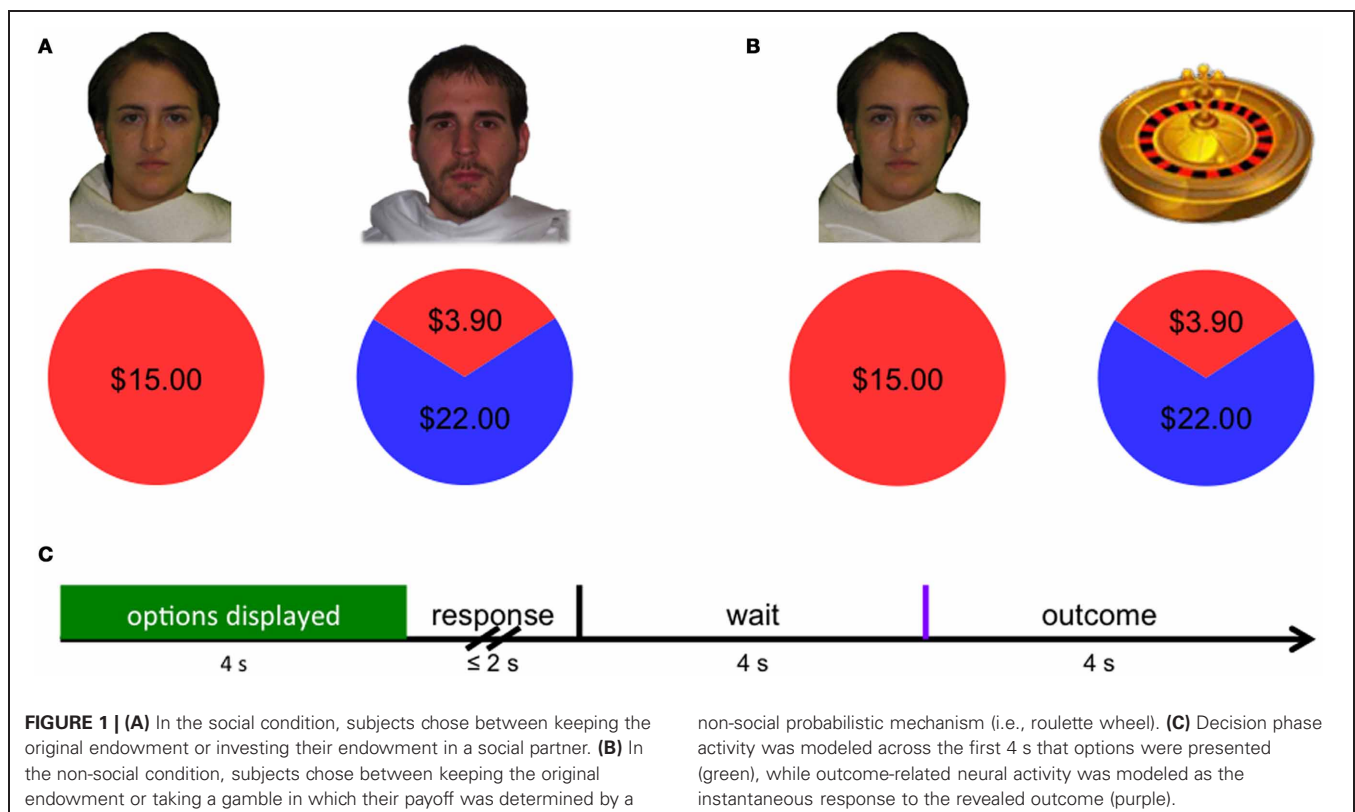 A
B
$15.00
$3.90
$22.00
$15.00
$3.90
$22.00
C
options displayed
response
wait
outcome
4 s
≤ 2 s
4 s
4 s
FIGURE 1 | (A) In the social condition, subjects chose between keeping the
original endowment or investing their endowment in a social partner. (B) In
the non-social condition, subjects chose between keeping the original
endowment or taking a gamble in which their payoff was determined by a
non-social probabilistic mechanism (i.e., roulette wheel). (C) Decision phase
activity was modeled across the first 4 s that options were presented
(green), while outcome-related neural activity was modeled as the
instantaneous response to the revealed outcome (purple).